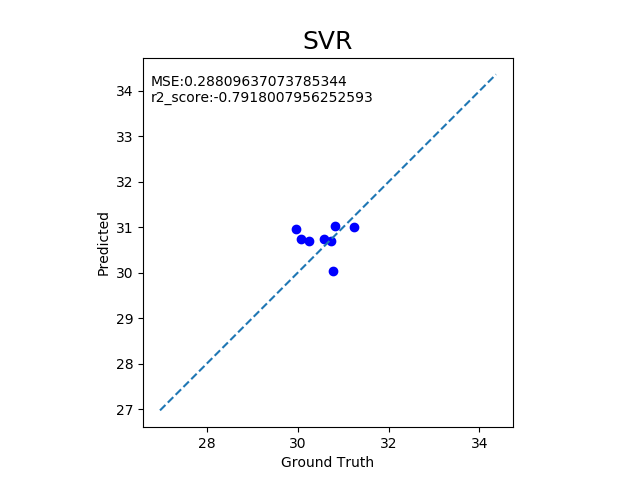 SVR
MSE:0.28809637073785344
r2_score:-0.7918007956252593
34
33
32
31
30
29
28
27
Predicted
28 30 32 34
Ground Truth